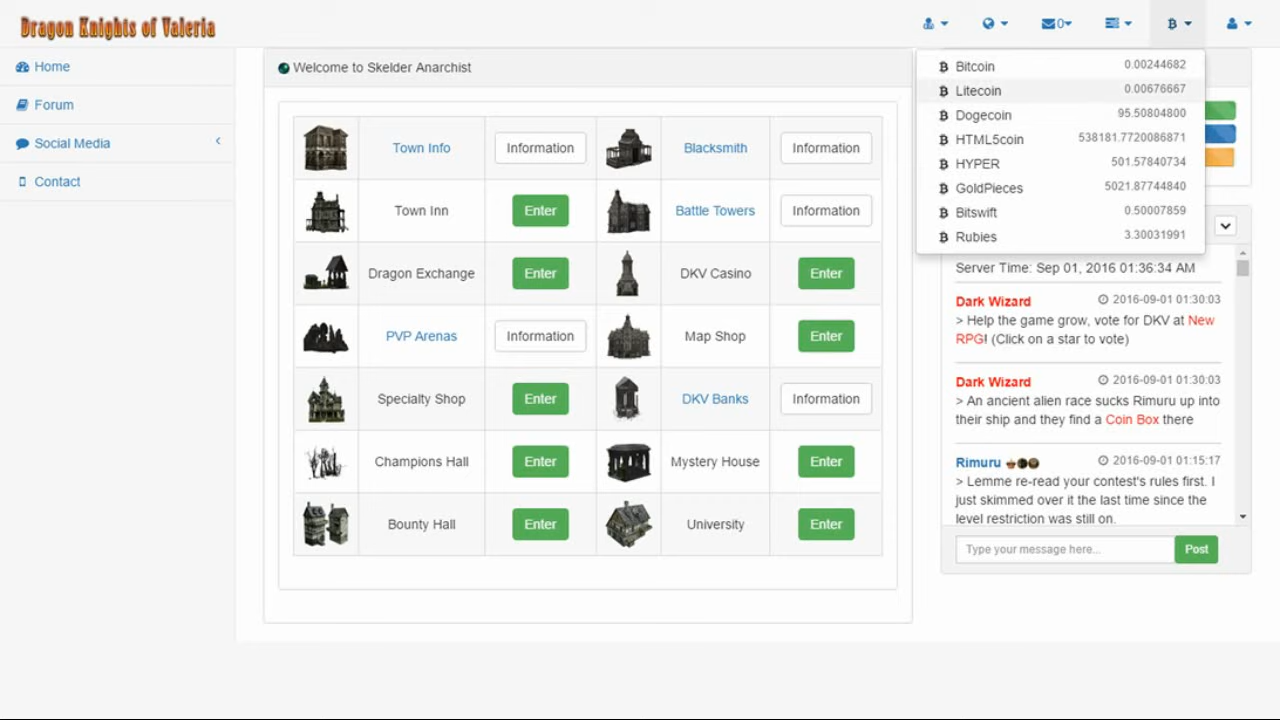 Dragon Knights of Valeria
0
Home
Forum
Social Media
Contact
Welcome to Skelder Anarchist
Town Info Information Blacksmith Information
Town Inn Enter Battle Towers Information
Dragon Exchange Enter DKV Casino Enter
PVP Arenas Information Map Shop Enter
Specialty Shop Enter DKV Banks Information
Champions Hall Enter Mystery House Enter
Bounty Hall Enter University Enter
Bitcoin 0.00244682
Litecoin 0.00676667
Dogecoin 95.50804800
HTML5coin 538181.7720086871
HYPER 501.57840734
GoldPieces 5021.87744840
Bitswift 0.50007859
Rubies 3.30031991
Server Time: Sep 01, 2016 01:36:34 AM
Dark Wizard 2016-09-01 01:30:03
> Help the game grow, vote for DKV at New
RPG! (Click on a star to vote)
Dark Wizard 2016-09-01 01:30:03
> An ancient alien race sucks Rimuru up into
their ship and they find a Coin Box there
Rimuru 2016-09-01 01:15:17
> Lemme re-read your contest's rules first. I
just skimmed over it the last time since the
level restriction was still on.
Type your message here... Post